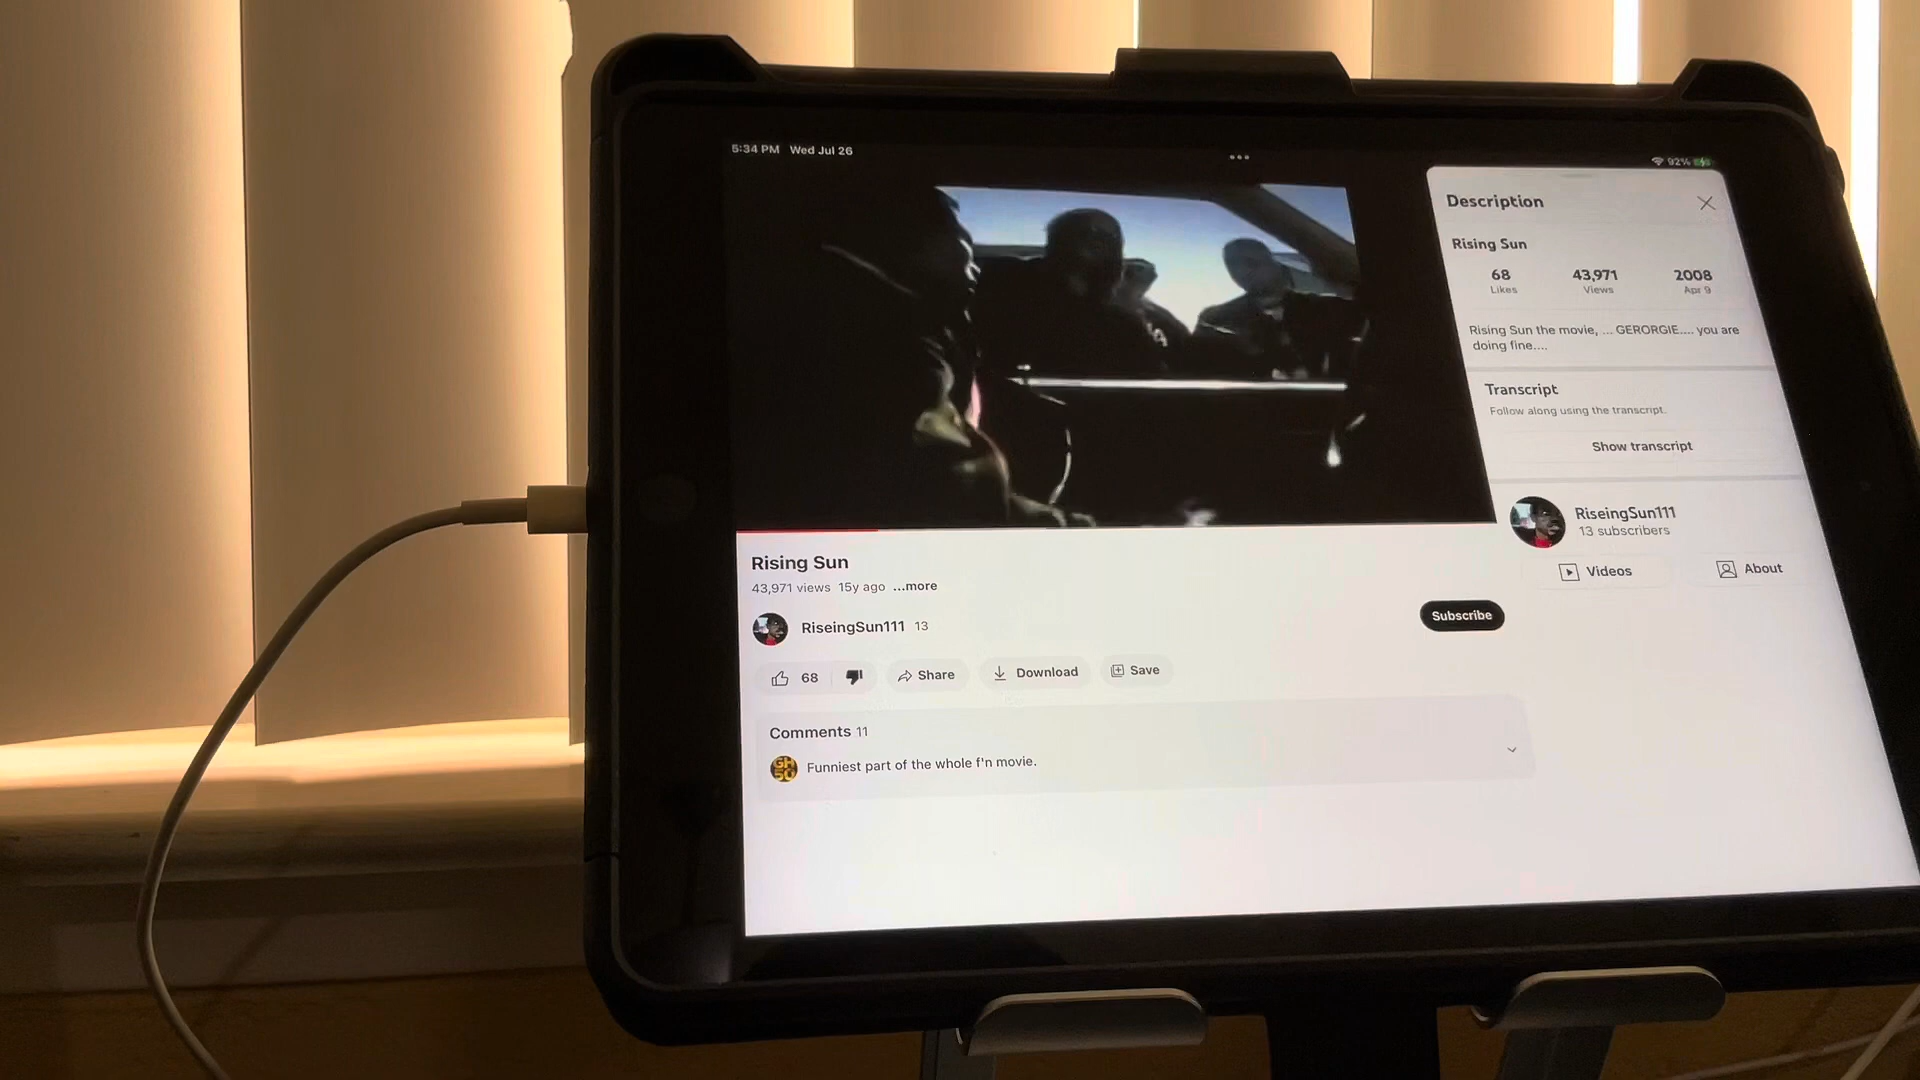 5:34 PM Wed Jul 26
92%
Description
Rising Sun
68 43,971 2008
Likes Views Apr 9
Rising Sun the movie, ... GERORGIE.... you are
doing fine....
Transcript
Follow along using the transcript.
Show transcript
RiseingSun111
13 subscribers
Videos About
Rising Sun
43,971 views 15y ago ...more
RiseingSun111 13
Subscribe
68 Share Download Save
Comments 11
GH
50
Funniest part of the whole f'n movie.